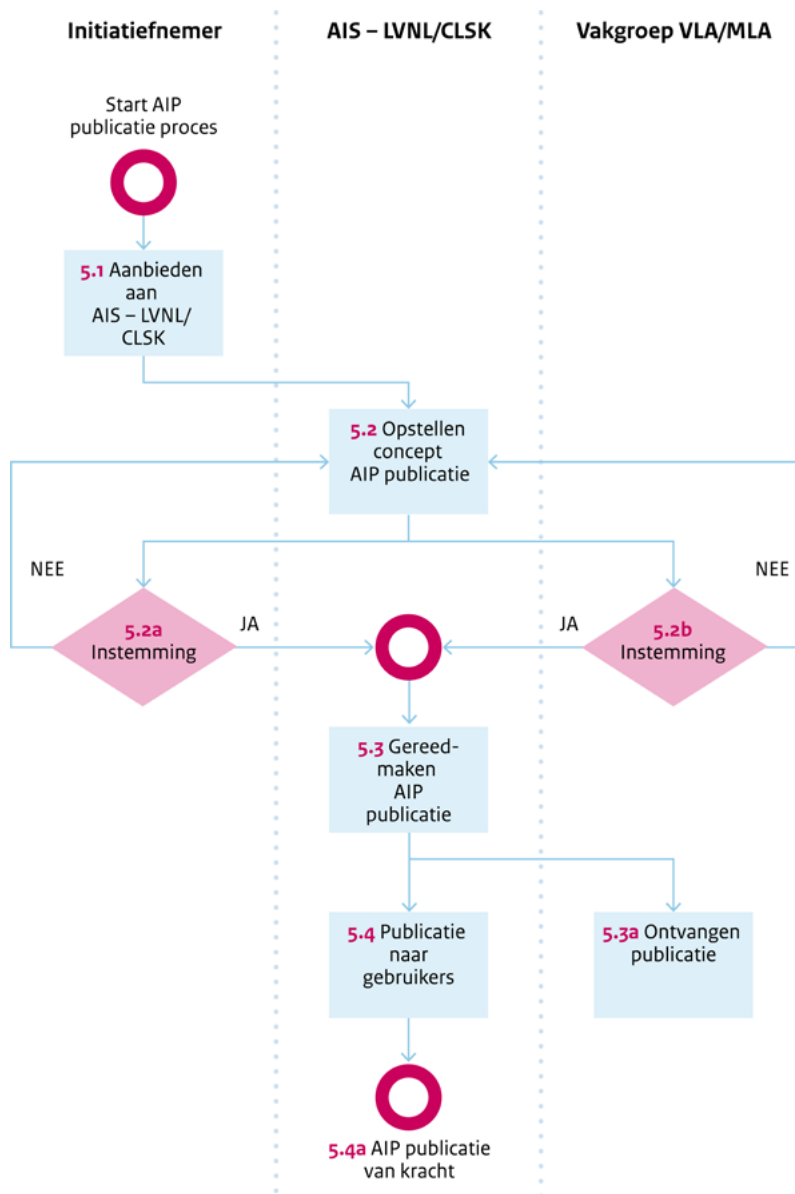 Initiatiefnemer
AIS – LVNL/CLSK
Vakgroep VLA/MLA
Start AIP
publicatie proces
5.1 Aanbieden
aan
AIS – LVNL/
CLSK
5.2 Opstellen
concept
AIP publicatie
NEE
NEE
5.2a
Instemming
JA
JA
5.2b
Instemming
5.3 Gereed-
maken
AIP
publicatie
5.4 Publicatie
naar
gebruikers
5.3a Ontvangen
publicatie
5.4a AIP publicatie
van kracht